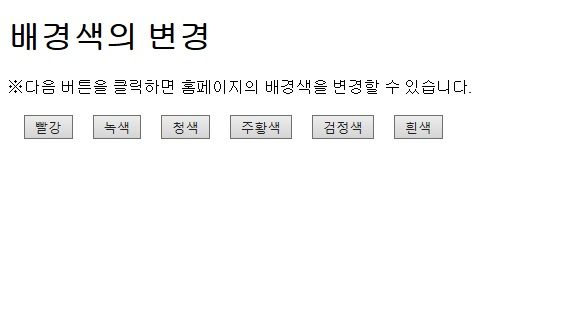 배경색의 변경
※다음 버튼을 클릭하면 홈페이지의 배경색을 변경할 수 있습니다.
빨강 녹색 청색 주황색 검정색 흰색